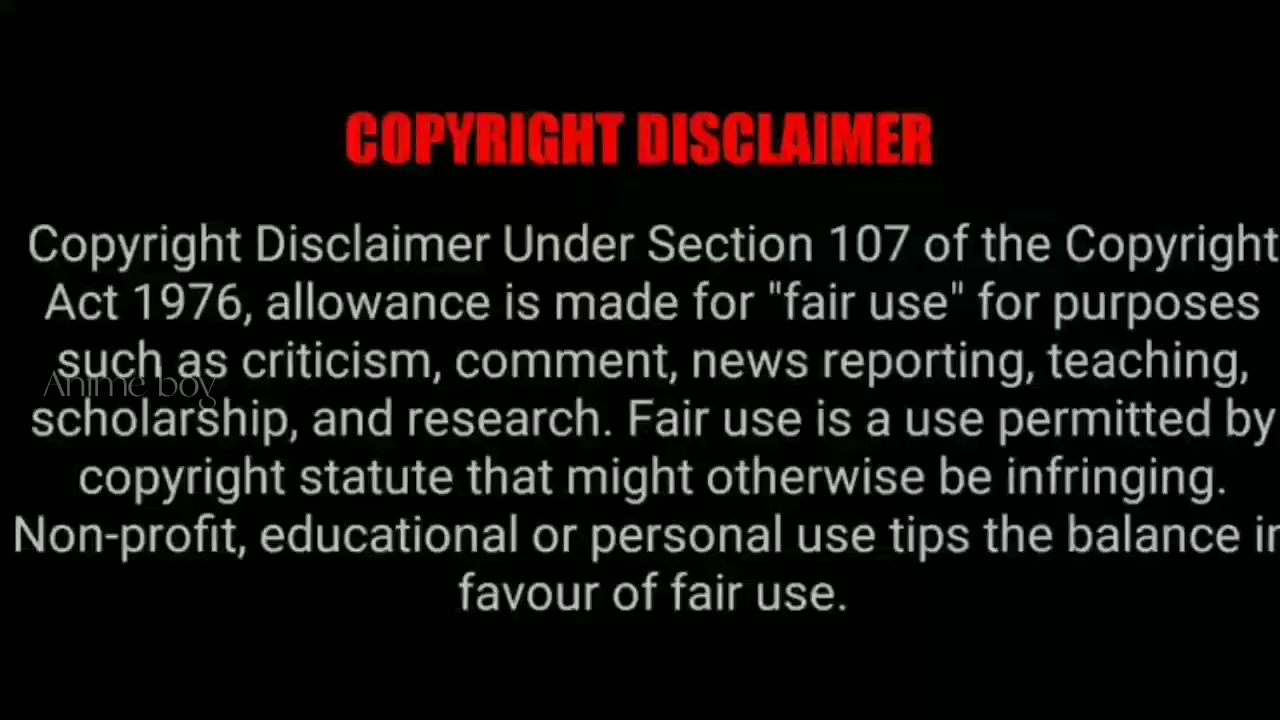 COPYRIGHT DISCLAIMER
Copyright Disclaimer Under Section 107 of the Copyright
Act 1976, allowance is made for "fair use" for purposes
such as criticism, comment, news reporting, teaching,
Anime boy
scholarship, and research. Fair use is a use permitted by
copyright statute that might otherwise be infringing.
Non-profit, educational or personal use tips the balance in
favour of fair use.